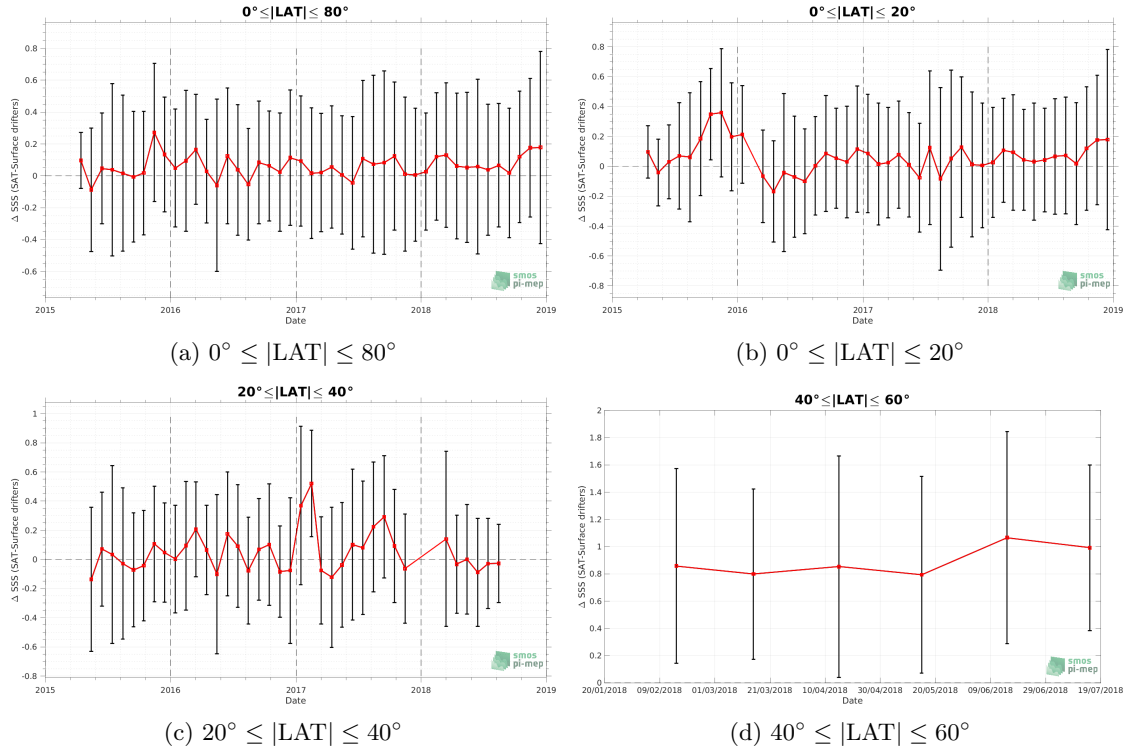 0°≤|LAT|≤ 80°
Δ SSS (SAT-Surface drifters)
0.8
0.6
0.4
0.2
0
-0.2
-0.4
-0.6
2015 2016 2017 2018 2019
Date
smos
pi-mep
(a) 0° ≤ |LAT| ≤ 80°
0°≤|LAT|≤ 20°
Δ SSS (SAT-Surface drifters)
0.8
0.6
0.4
0.2
0
-0.2
-0.4
-0.6
-0.8
2015 2016 2017 2018 2019
Date
smos
pi-mep
(b) 0° ≤ |LAT| ≤ 20°
20°≤|LAT|≤ 40°
Δ SSS (SAT-Surface drifters)
1
0.8
0.6
0.4
0.2
0
-0.2
-0.4
-0.6
-0.8
2015 2016 2017 2018 2019
Date
smos
pi-mep
(c) 20° ≤ |LAT| ≤ 40°
40°≤|LAT|≤ 60°
Δ SSS (SAT-Surface drifters)
2
1.8
1.6
1.4
1.2
1
0.8
0.6
0.4
0.2
0
20/01/2018 09/02/2018 01/03/2018 21/03/2018 10/04/2018 30/04/2018 20/05/2018 09/06/2018 29/06/2018 19/07/2018
Date
smos
pi-mep
(d) 40° ≤ |LAT| ≤ 60°